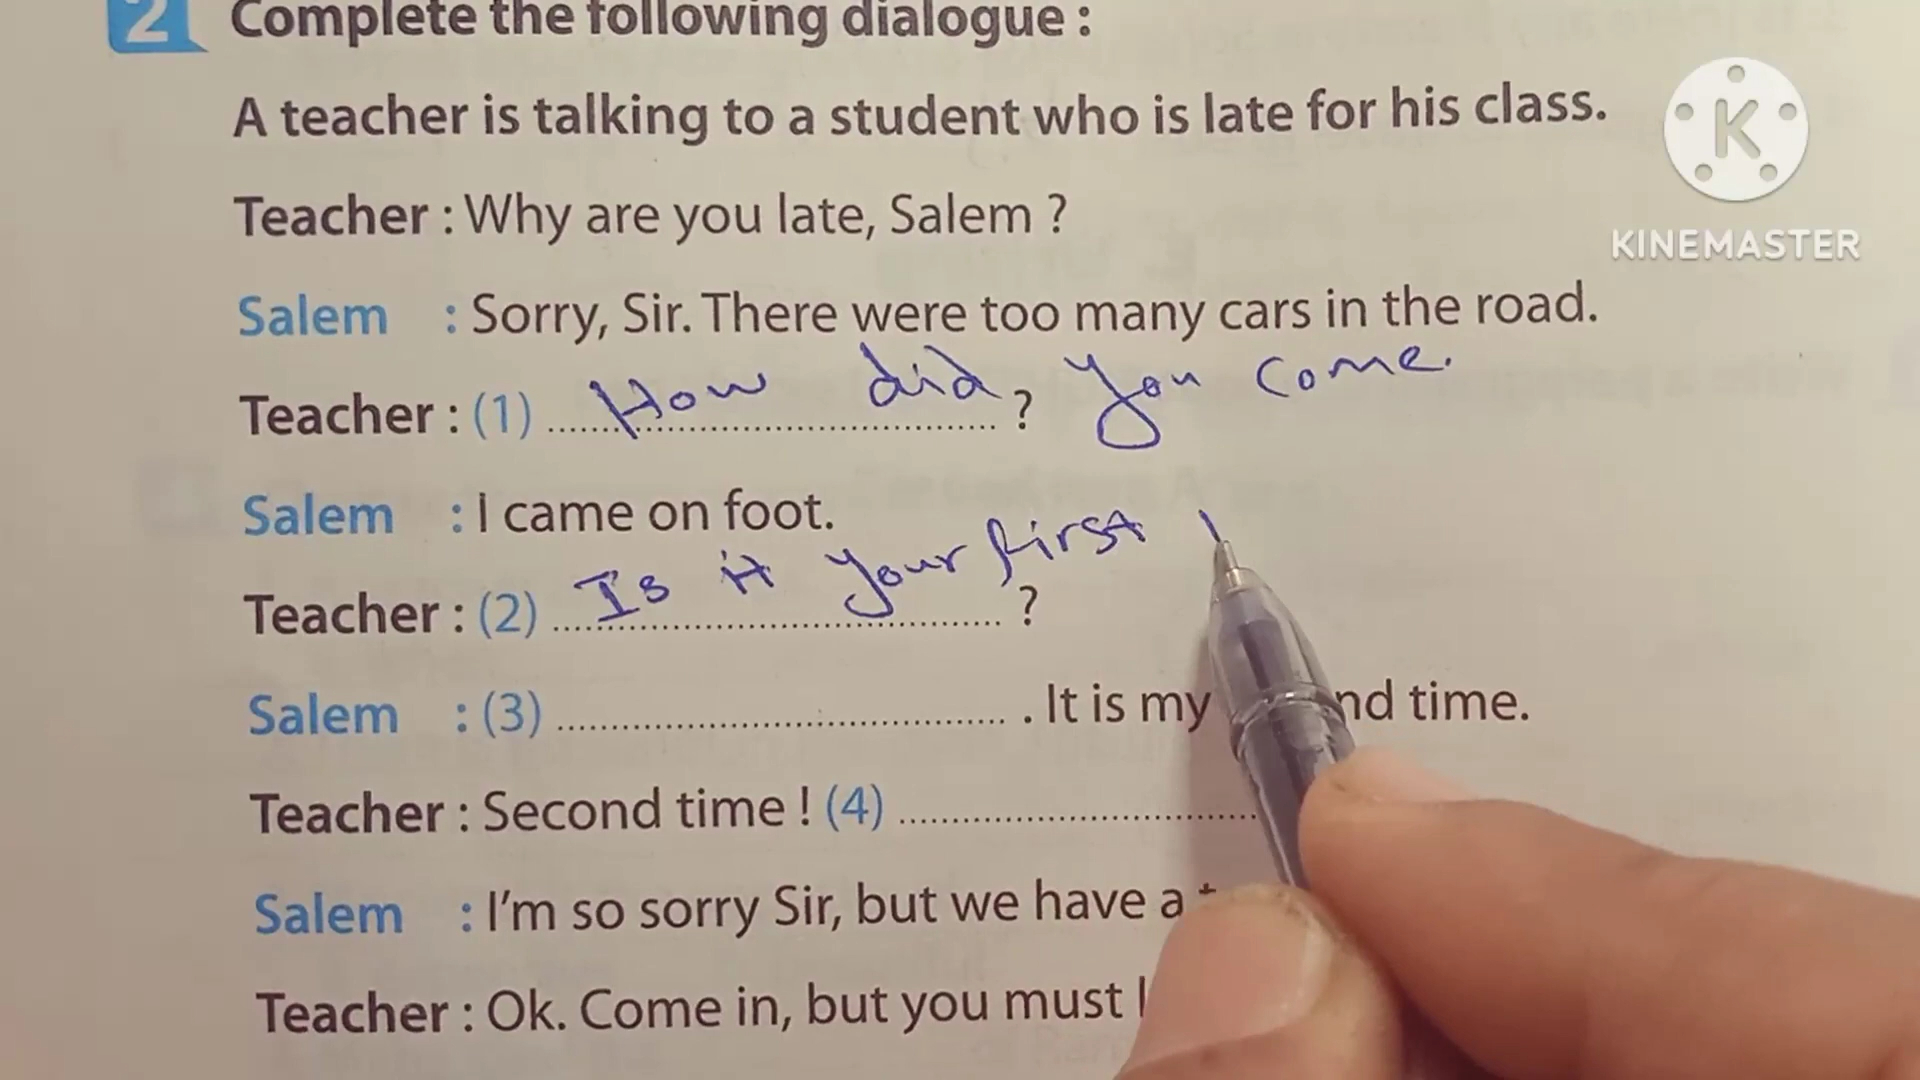 2 Complete the following dialogue :
A teacher is talking to a student who is late for his class.
K
KINEMASTER
Teacher : Why are you late, Salem ?
Salem : Sorry, Sir. There were too many cars in the road.
Teacher : (1) How did ? you come.
Salem : I came on foot.
Teacher : (2) Is it your first ?
Salem : (3) . It is my nd time.
Teacher : Second time ! (4)
Salem : I'm so sorry Sir, but we have a
Teacher : Ok. Come in, but you must